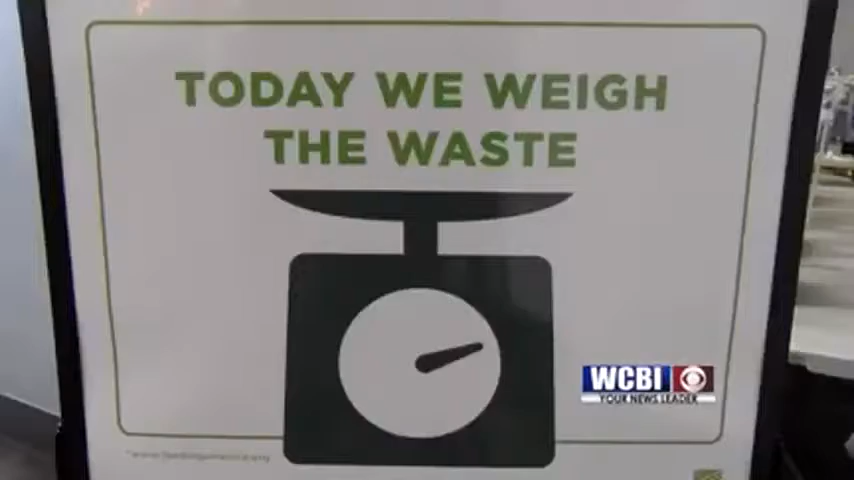 TODAY WE WEIGH
THE WASTE
WCBI
YOUR NEWS LEADER